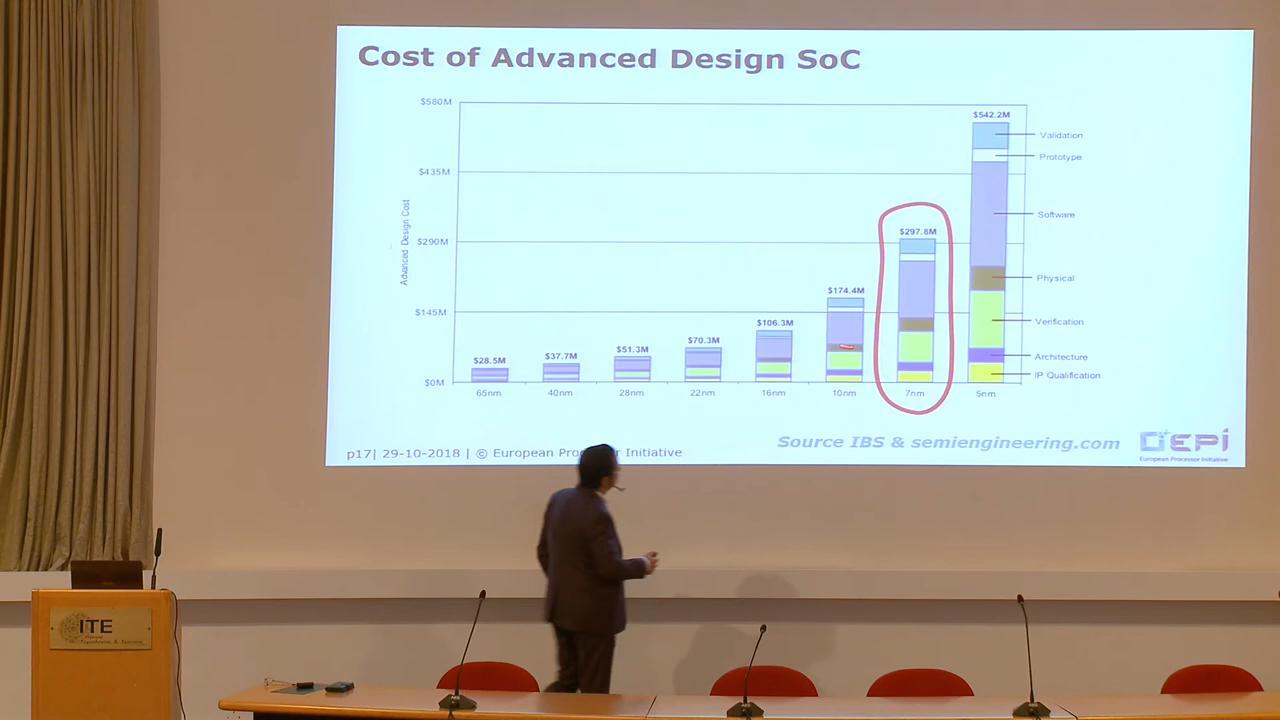 Cost of Advanced Design SoC
$580M
$435M
$290M
$145M
$0M
Advanced Design Cost
$28.5M
$37.7M
$51.3M
$70.3M
$106.3M
$174.4M
$297.8M
$542.2M
65nm
40nm
28nm
22nm
16nm
10nm
7nm
5nm
Validation
Prototype
Software
Physical
Verification
Architecture
IP Qualification
Source IBS & semiengineering.com
EPI
European Processor Initiative
p17| 29-10-2018 | © European Pro r Initiative
ITE